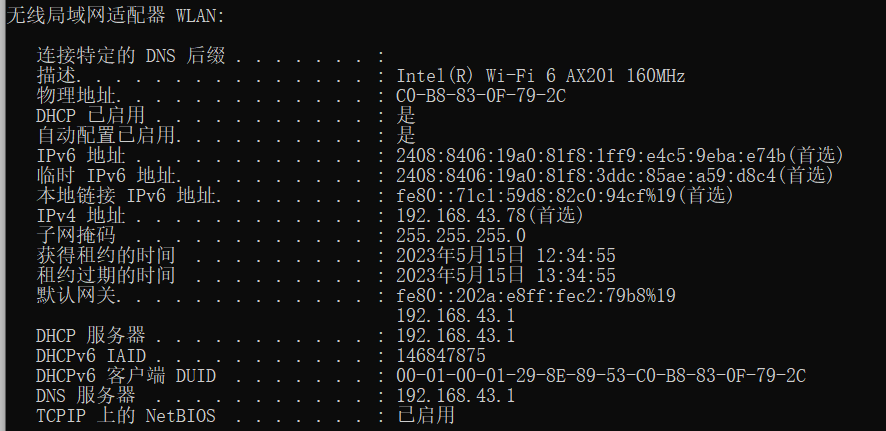 无线局域网适配器 WLAN:
连接特定的 DNS 后缀 . . . . . . . :
描述. . . . . . . . . . . . . . . : Intel(R) Wi-Fi 6 AX201 160MHz
物理地址. . . . . . . . . . . . . : C0-B8-83-0F-79-2C
DHCP 已启用 . . . . . . . . . . . : 是
自动配置已启用. . . . . . . . . . : 是
IPv6 地址 . . . . . . . . . . . . : 2408:8406:19a0:81f8:1ff9:e4c5:9eba:e74b(首选)
临时 IPv6 地址. . . . . . . . . . : 2408:8406:19a0:81f8:3ddc:85ae:a59:d8c4(首选)
本地链接 IPv6 地址. . . . . . . . : fe80::71c1:59d8:82c0:94cf%19(首选)
IPv4 地址 . . . . . . . . . . . . : 192.168.43.78(首选)
子网掩码  . . . . . . . . . . . . : 255.255.255.0
获得租约的时间  . . . . . . . . . : 2023年5月15日 12:34:55
租约过期的时间  . . . . . . . . . : 2023年5月15日 13:34:55
默认网关. . . . . . . . . . . . . : fe80::202a:e8ff:fec2:79b8%19
192.168.43.1
DHCP 服务器 . . . . . . . . . . . : 192.168.43.1
DHCPv6 IAID . . . . . . . . . . . : 146847875
DHCPv6 客户端 DUID  . . . . . . . : 00-01-00-01-29-8E-89-53-C0-B8-83-0F-79-2C
DNS 服务器  . . . . . . . . . . . : 192.168.43.1
TCPIP 上的 NetBIOS  . . . . . . . : 已启用